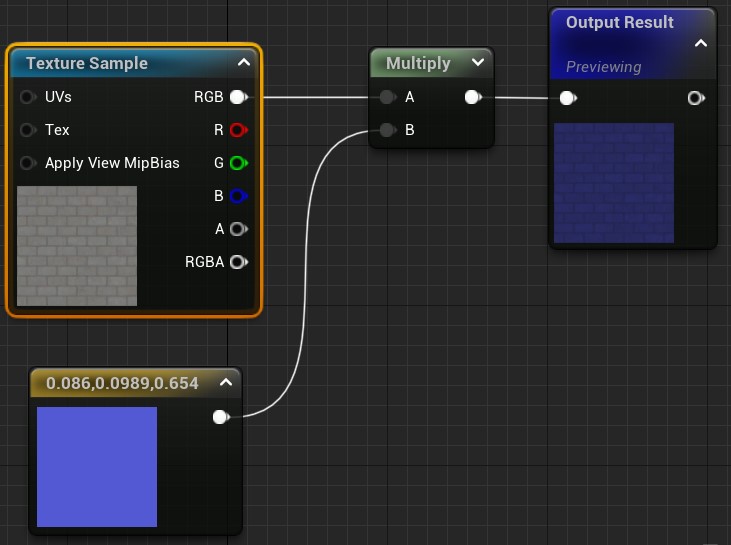 Texture Sample
UVs
RGB
Tex
R
Apply View MipBias
G
B
A
RGBA
Multiply
A
B
Output Result
Previewing
0.086,0.0989,0.654